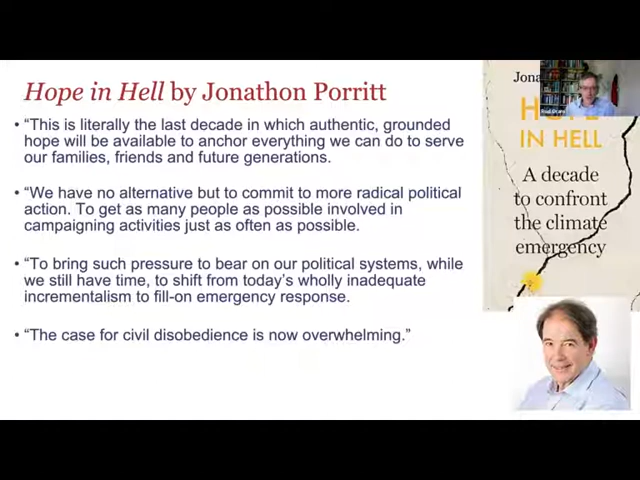 Hope in Hell by Jonathon Porritt
• “This is literally the last decade in which authentic, grounded
hope will be available to anchor everything we can do to serve
our families, friends and future generations.
• “We have no alternative but to commit to more radical political
action. To get as many people as possible involved in
campaigning activities just as often as possible.
• “To bring such pressure to bear on our political systems, while
we still have time, to shift from today’s wholly inadequate
incrementalism to fill-on emergency response.
• “The case for civil disobedience is now overwhelming.”
IN HELL
A decade
to confront
the climate
emergency